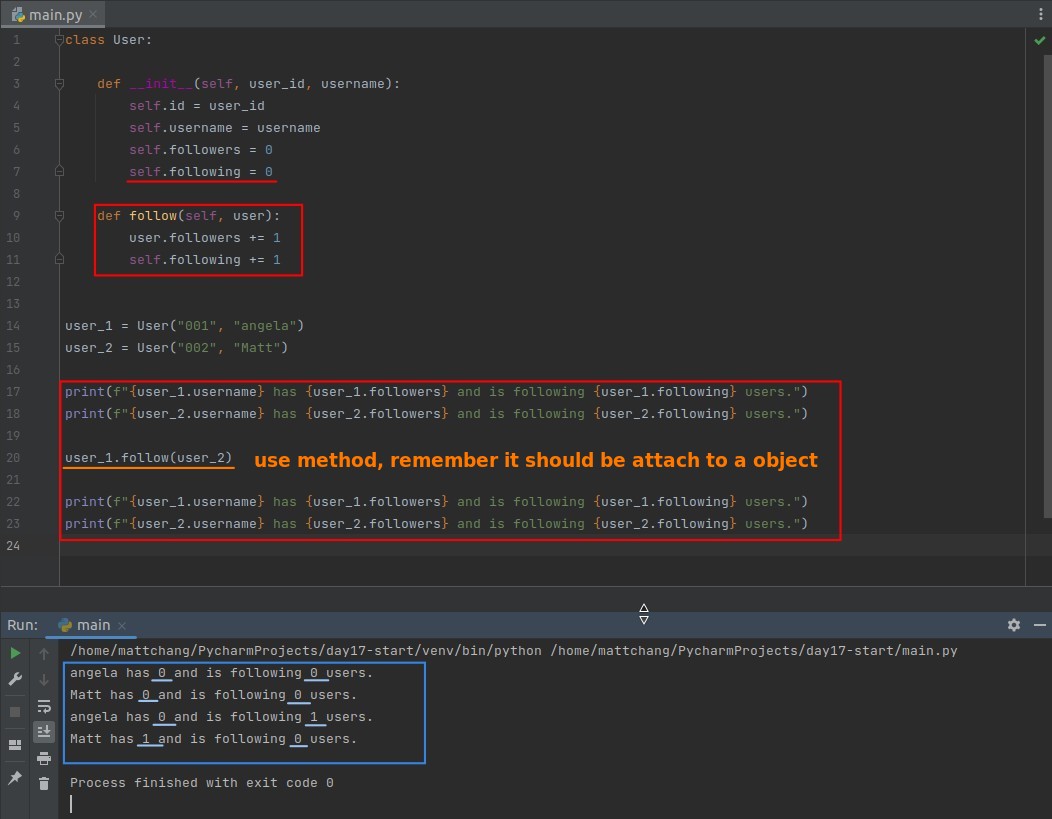 main.py
1 class User:
2
3 def __init__(self, user_id, username):
4 self.id = user_id
5 self.username = username
6 self.followers = 0
7 self.following = 0
8
9 def follow(self, user):
10 user.followers += 1
11 self.following += 1
12
13
14 user_1 = User("001", "angela")
15 user_2 = User("002", "Matt")
16
17 print(f"{user_1.username} has {user_1.followers} and is following {user_1.following} users.")
18 print(f"{user_2.username} has {user_2.followers} and is following {user_2.following} users.")
19
20 user_1.follow(user_2) use method, remember it should be attach to a object
21
22 print(f"{user_1.username} has {user_1.followers} and is following {user_1.following} users.")
23 print(f"{user_2.username} has {user_2.followers} and is following {user_2.following} users.")
24
Run: main
/home/mattchang/PycharmProjects/day17-start/venv/bin/python /home/mattchang/PycharmProjects/day17-start/main.py
angela has 0 and is following 0 users.
Matt has 0 and is following 0 users.
angela has 0 and is following 1 users.
Matt has 1 and is following 0 users.
Process finished with exit code 0